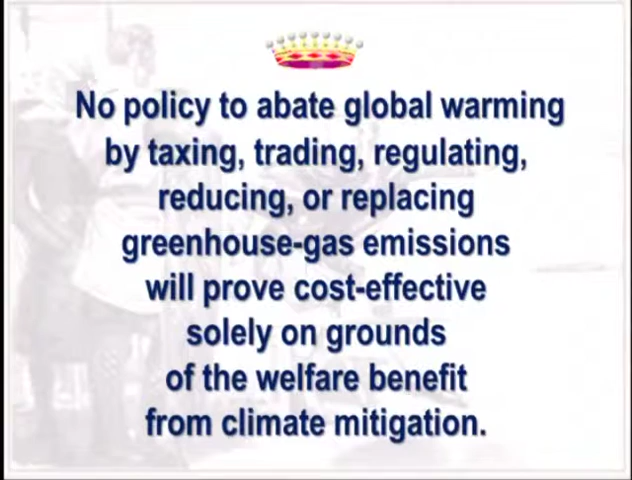 No policy to abate global warming
by taxing, trading, regulating,
reducing, or replacing
greenhouse-gas emissions
will prove cost-effective
solely on grounds
of the welfare benefit
from climate mitigation.